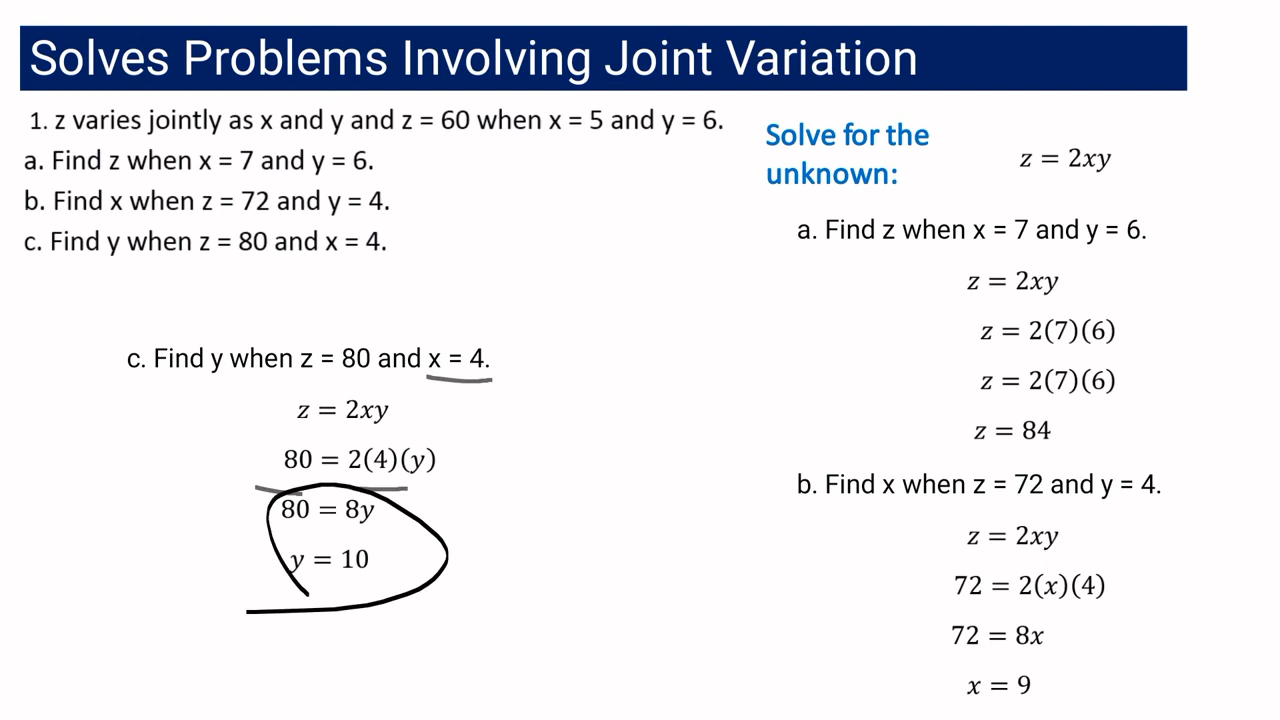 Solves Problems Involving Joint Variation
1. z varies jointly as x and y and z = 60 when x = 5 and y = 6.
a. Find z when x = 7 and y = 6.
b. Find x when z = 72 and y = 4.
c. Find y when z = 80 and x = 4.
c. Find y when z = 80 and x = 4.
z = 2xy
80 = 2(4)(y)
80 = 8y
y = 10
Solve for the
unknown:
z = 2xy
a. Find z when x = 7 and y = 6.
z = 2xy
z = 2(7)(6)
z = 2(7)(6)
z = 84
b. Find x when z = 72 and y = 4.
z = 2xy
72 = 2(x)(4)
72 = 8x
x = 9